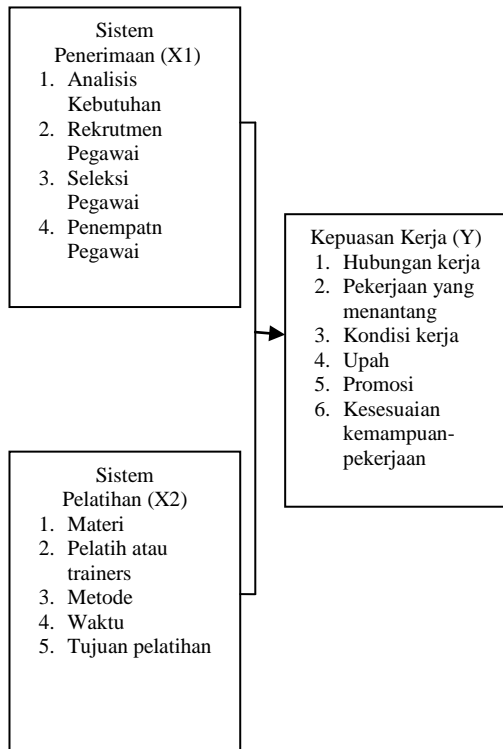 Sistem
Penerimaan (X1)
1. Analisis
Kebutuhan
2. Rekrutmen
Pegawai
3. Seleksi
Pegawai
4. Penempatn
Pegawai
Kepuasan Kerja (Y)
1. Hubungan kerja
2. Pekerjaan yang
menantang
3. Kondisi kerja
4. Upah
5. Promosi
6. Kesesuaian
kemampuan-
pekerjaan
Sistem
Pelatihan (X2)
1. Materi
2. Pelatih atau
trainers
3. Metode
4. Waktu
5. Tujuan pelatihan